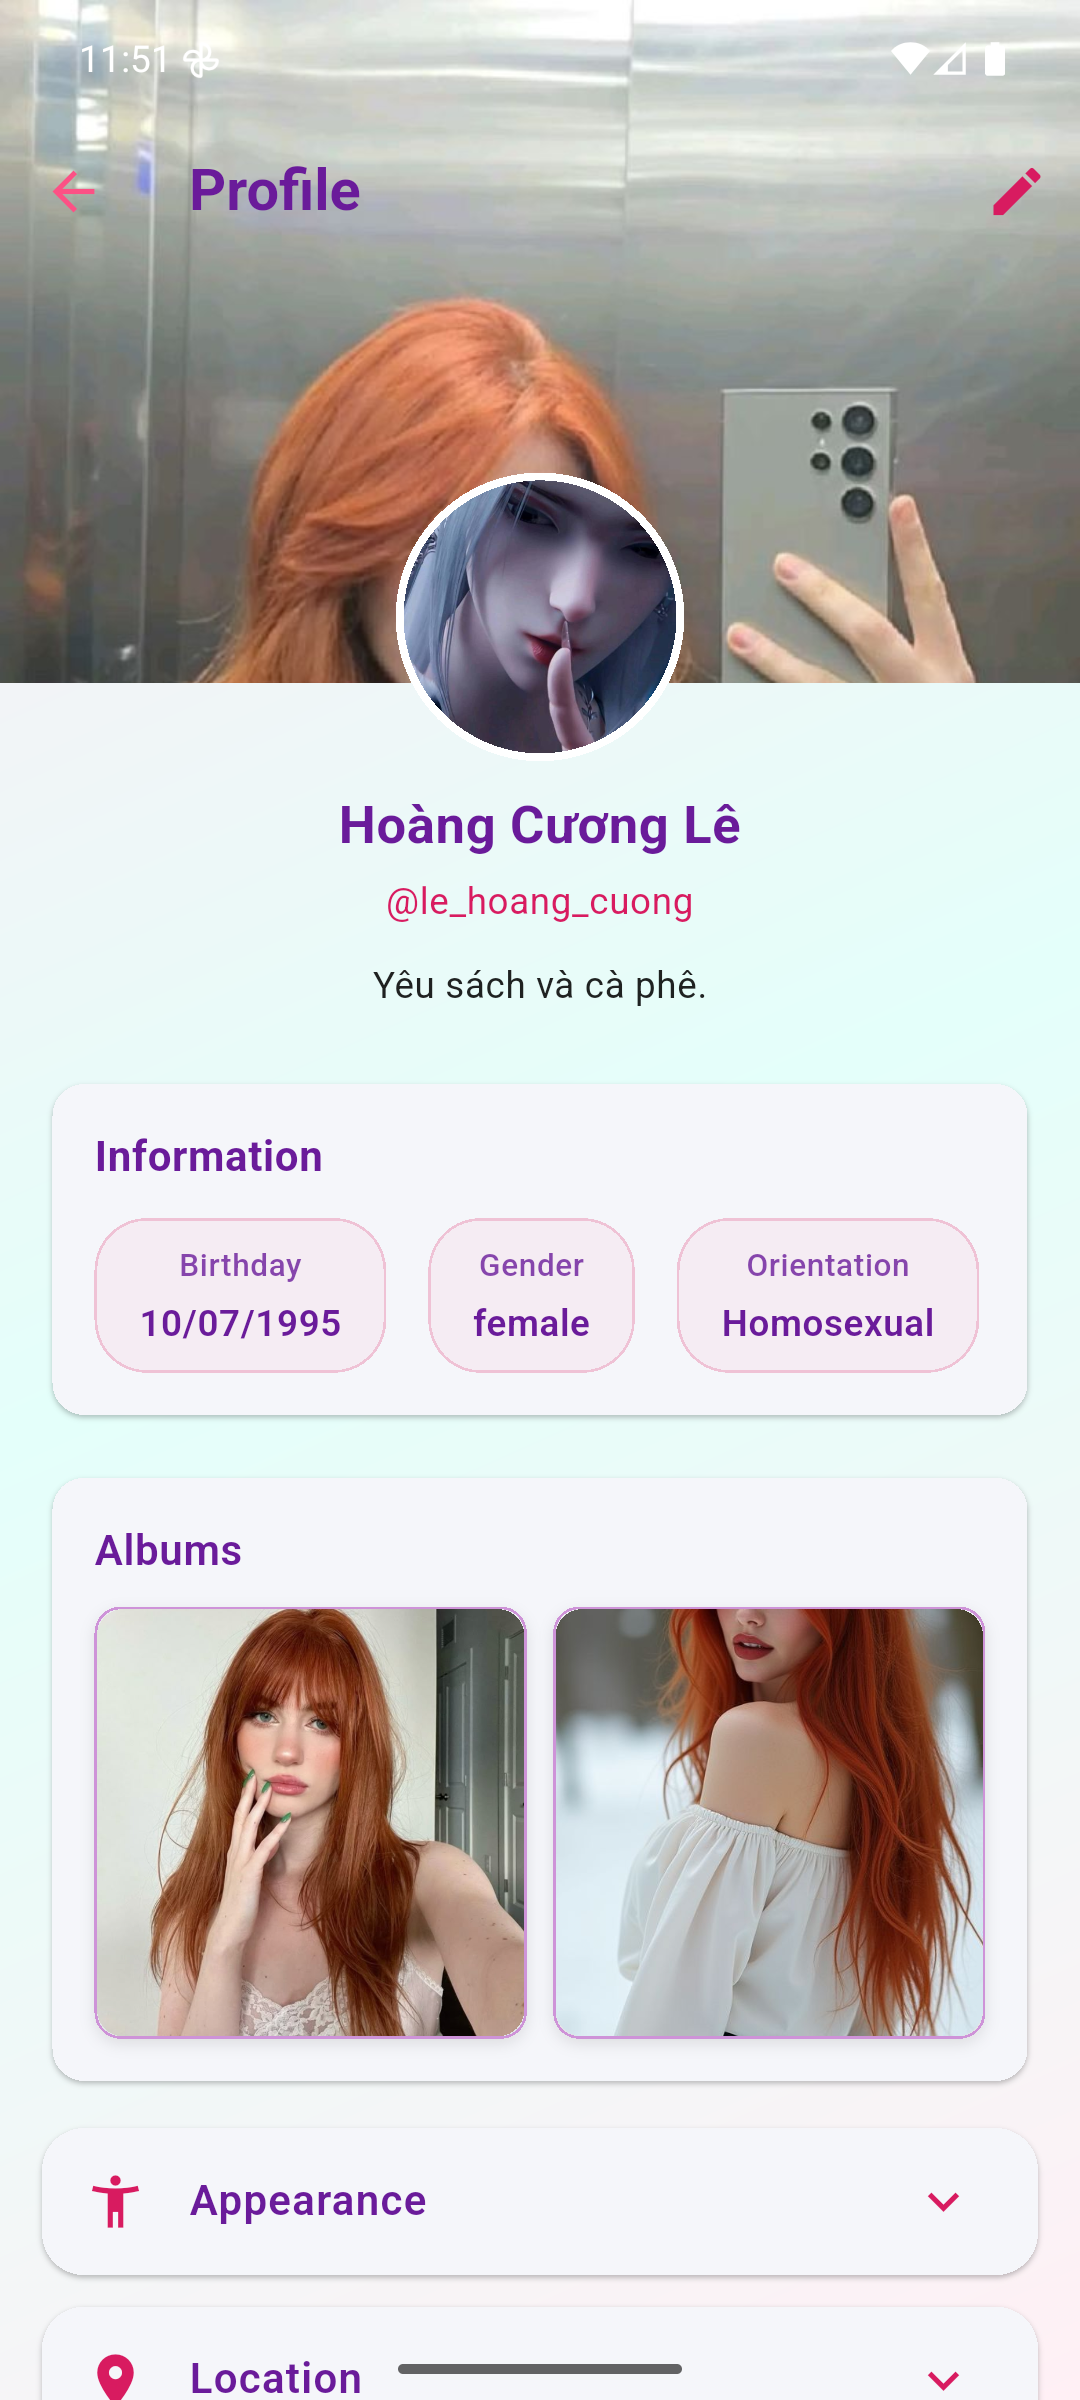 11:51
Profile
Hoàng Cương Lê
@le_hoang_cuong
Yêu sách và cà phê.
Information
Birthday
10/07/1995
Gender
female
Orientation
Homosexual
Albums
Appearance
Location